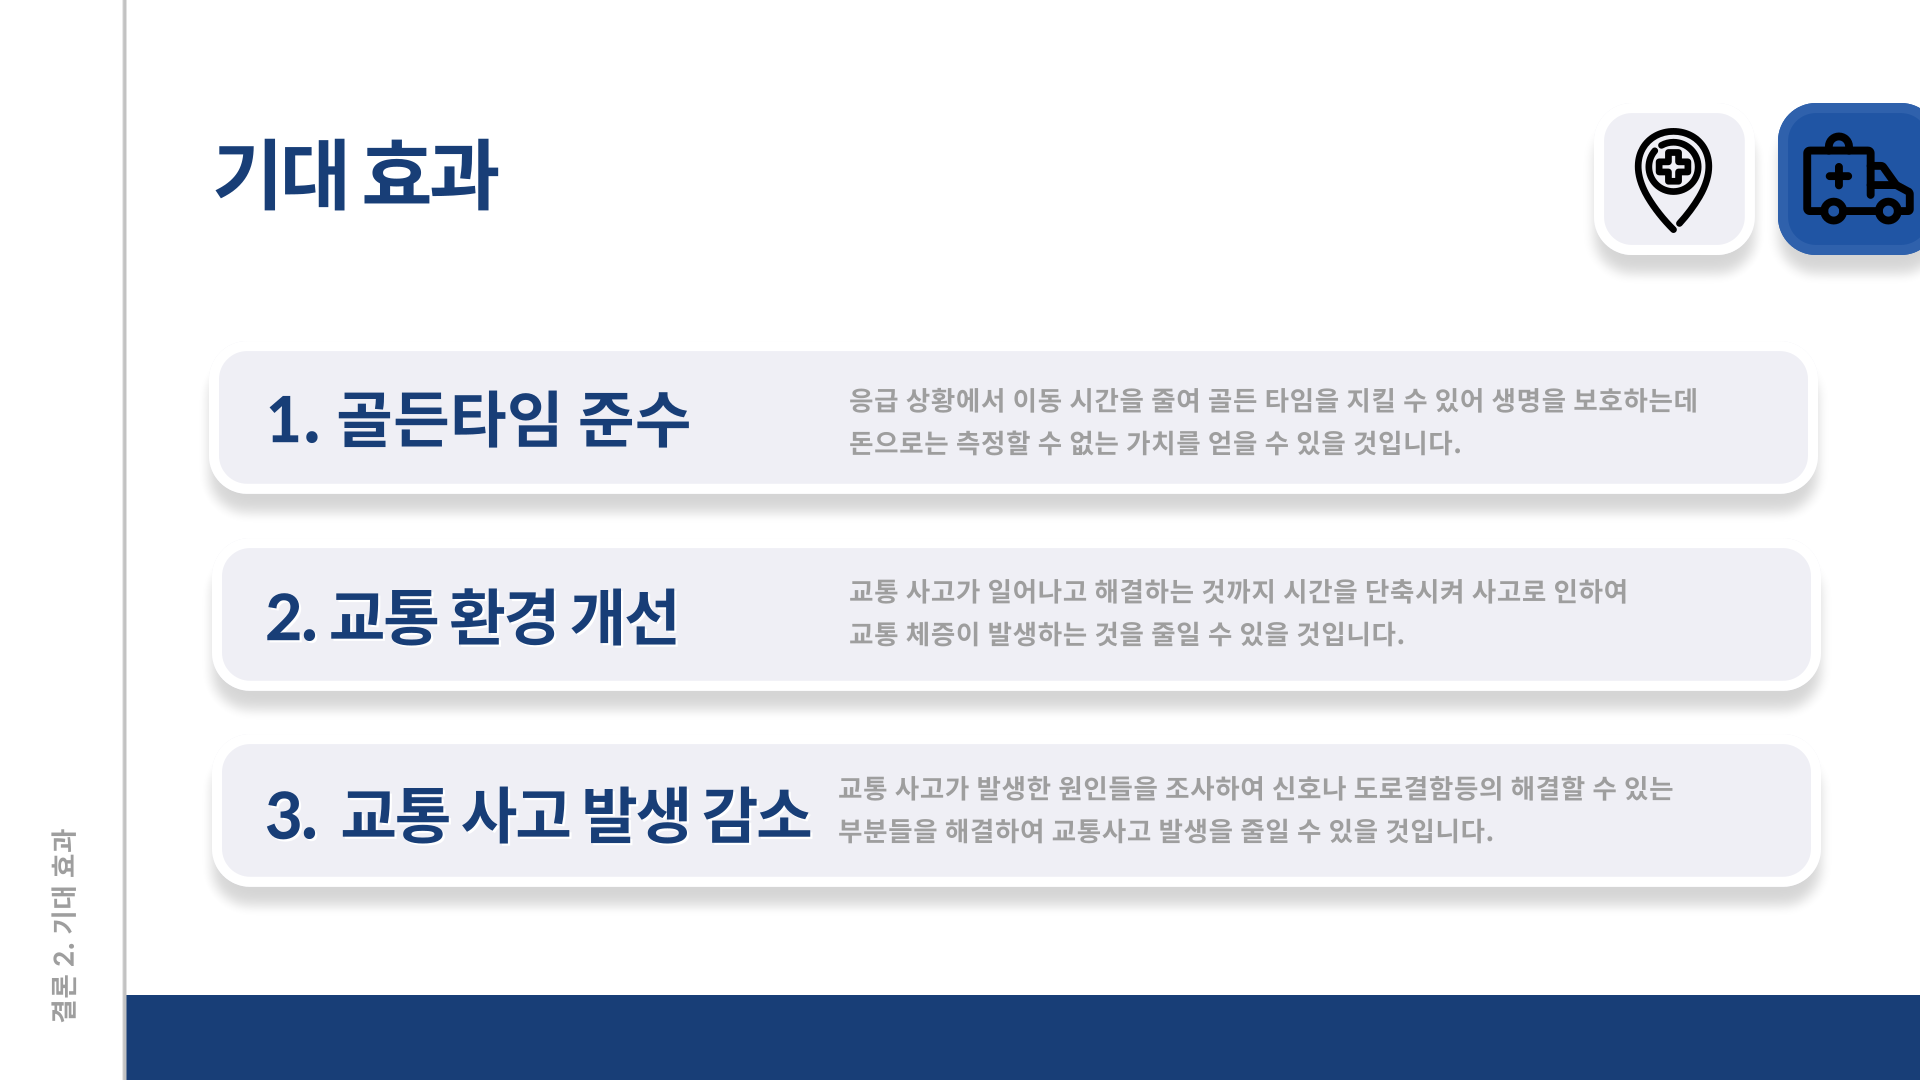 기대 효과
1. 골든타임 준수
응급 상황에서 이동 시간을 줄여 골든 타임을 지킬 수 있어 생명을 보호하는데
돈으로는 측정할 수 없는 가치를 얻을 수 있을 것입니다.
2. 교통 환경 개선
교통 사고가 일어나고 해결하는 것까지 시간을 단축시켜 사고로 인하여
교통 체증이 발생하는 것을 줄일 수 있을 것입니다.
3. 교통 사고 발생 감소
교통 사고가 발생한 원인들을 조사하여 신호나 도로결함등의 해결할 수 있는
부분들을 해결하여 교통사고 발생을 줄일 수 있을 것입니다.
결론 2. 기대 효과